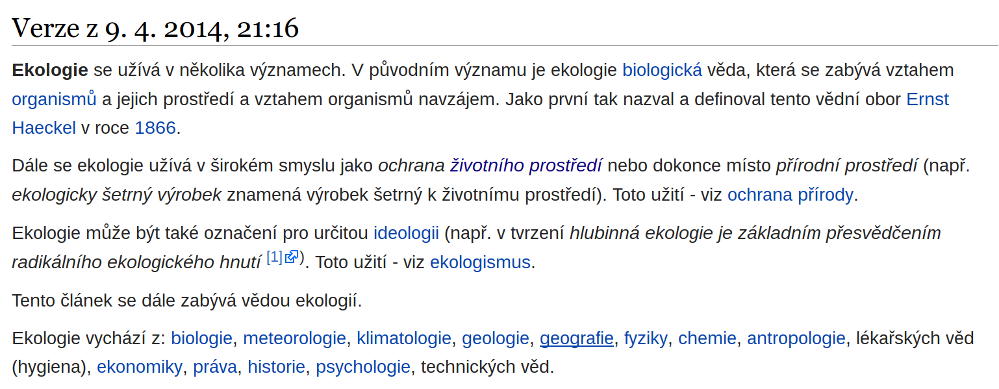 Verze z 9. 4. 2014, 21:16
Ekologie se užívá v několika významech. V původním významu je ekologie biologická věda, která se zabývá vztahem
organismů a jejich prostředí a vztahem organismů navzájem. Jako první tak nazval a definoval tento vědní obor Ernst
Haeckel v roce 1866.
Dále se ekologie užívá v širokém smyslu jako ochrana životního prostředí nebo dokonce místo přírodní prostředí (např.
ekologicky šetrný výrobek znamená výrobek šetrný k životnímu prostředí). Toto užití - viz ochrana přírody.
Ekologie může být také označení pro určitou ideologii (např. v tvrzení hlubinná ekologie je základním přesvědčením
radikálního ekologického hnutí [1]). Toto užití - viz ekologismus.
Tento článek se dále zabývá vědou ekologií.
Ekologie vychází z: biologie, meteorologie, klimatologie, geologie, geografie, fyziky, chemie, antropologie, lékařských věd
(hygiena), ekonomiky, práva, historie, psychologie, technických věd.